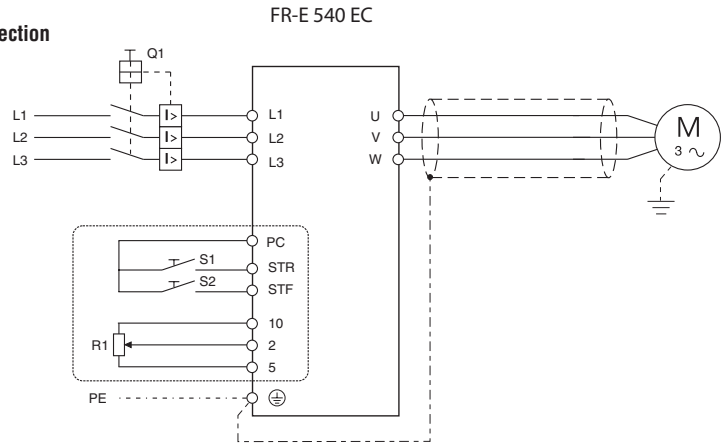 FR-E 540 EC
ection
Q1
L1 I> L1 U
L2 I> L2 V
L3 I> L3 W
M
3 ~
PC
S1 STR
S2 STF
10
R1 2
5
PE